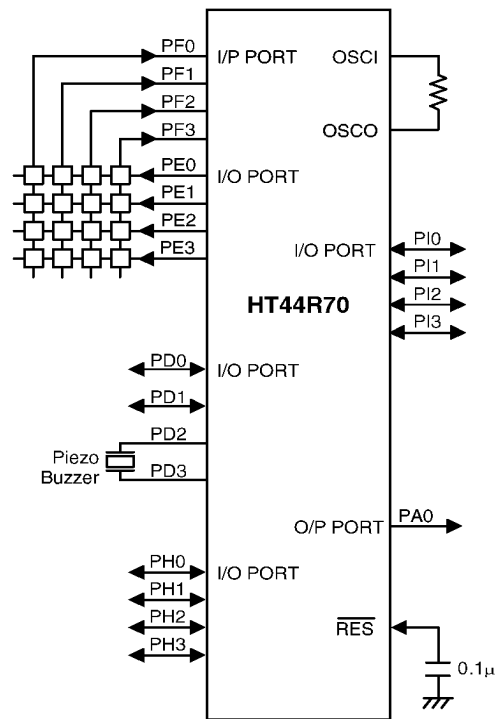 PF0
I/P PORT
OSCI
PF1
PF2
OSCO
PF3
PE0
I/O PORT
PE1
PE2
I/O PORT
PI0
PE3
PI1
HT44R70
PI2
PI3
PD0
I/O PORT
PD1
PD2
Piezo
Buzzer
PD3
O/P PORT
PA0
PH0
I/O PORT
PH1
PH2
RES
PH3
0.1μ